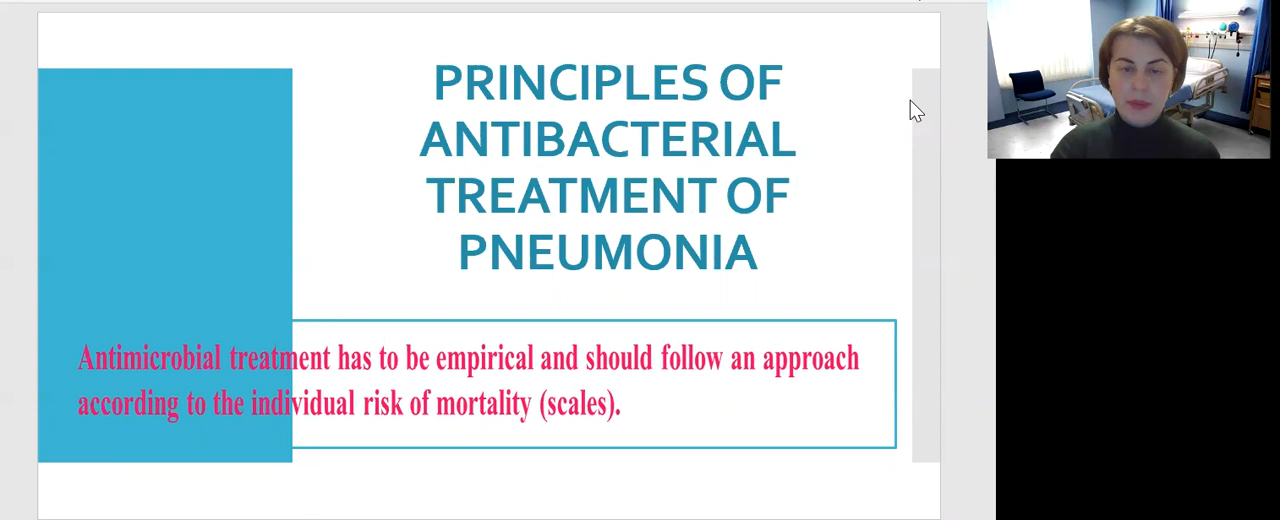 PRINCIPLES OF
ANTIBACTERIAL
TREATMENT OF
PNEUMONIA
Antimicrobial treatment has to be empirical and should follow an approach
according to the individual risk of mortality (scales).